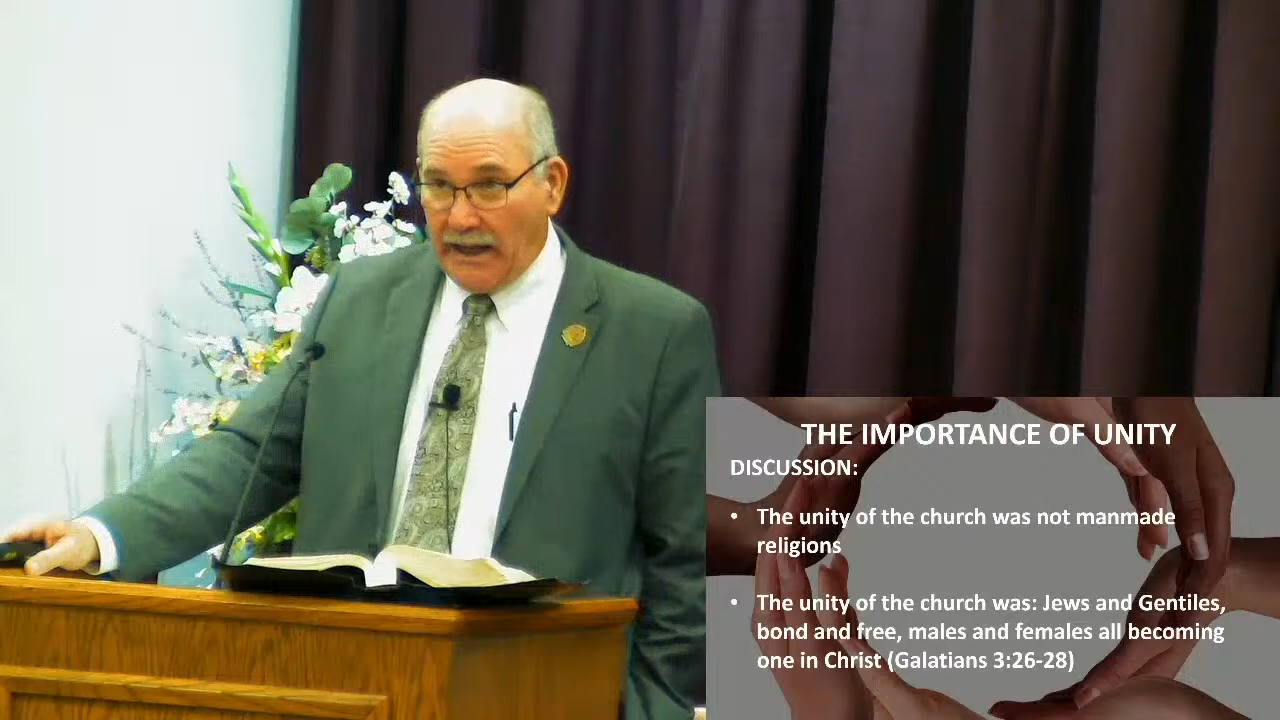 THE IMPORTANCE OF UNITY
DISCUSSION:
• The unity of the church was not manmade
religions
• The unity of the church was: Jews and Gentiles,
bond and free, males and females all becoming
one in Christ (Galatians 3:26-28)